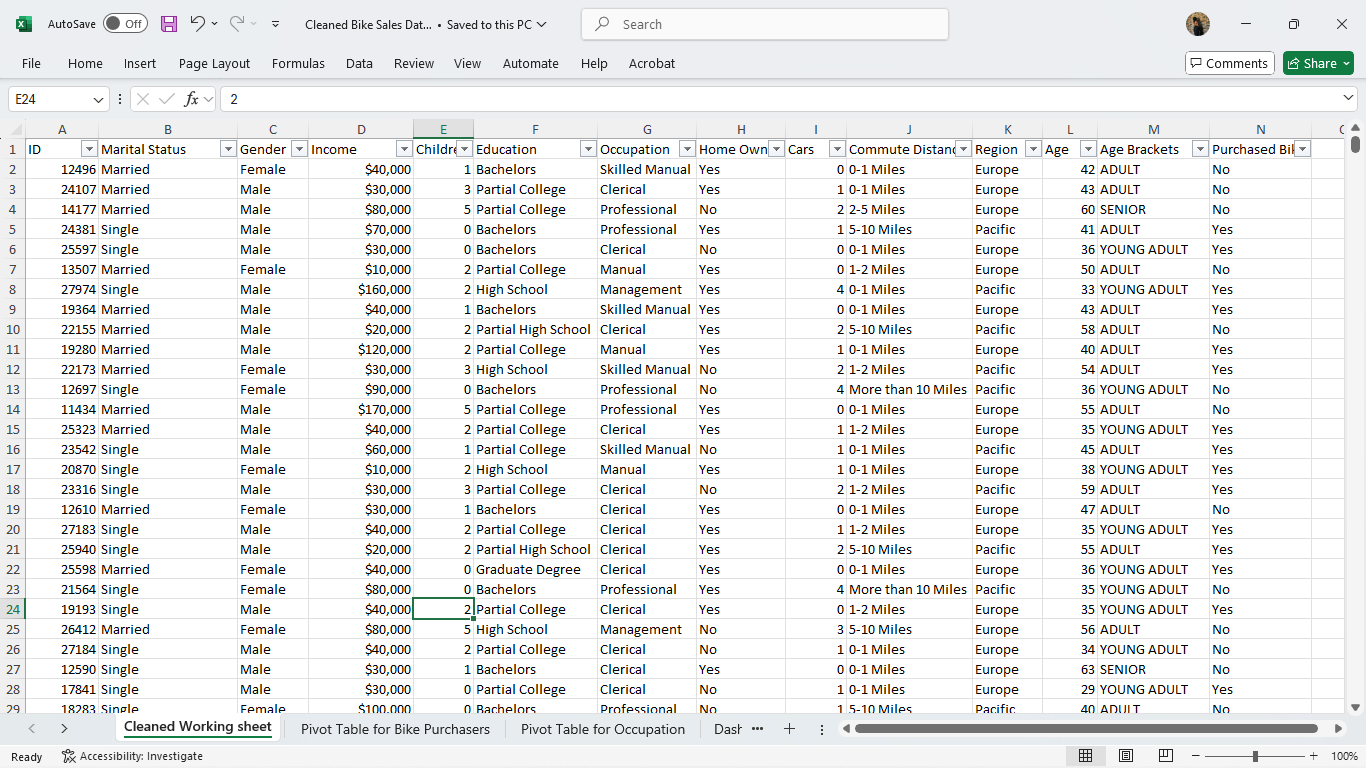 AutoSave Off Cleaned Bike Sales Dat... • Saved to this PC Search
File Home Insert Page Layout Formulas Data Review View Automate Help Acrobat Comments Share
E24 fx 2
A B C D E F G H I J K L M N
1 ID Marital Status Gender Income Childre Education Occupation Home Own Cars Commute Distanc Region Age Age Brackets Purchased Bik
2 12496 Married Female $40,000 1 Bachelors Skilled Manual Yes 0 0-1 Miles Europe 42 ADULT No
3 24107 Married Male $30,000 3 Partial College Clerical Yes 1 0-1 Miles Europe 43 ADULT No
4 14177 Married Male $80,000 5 Partial College Professional No 2 2-5 Miles Europe 60 SENIOR No
5 24381 Single Male $70,000 0 Bachelors Professional Yes 1 5-10 Miles Pacific 41 ADULT Yes
6 25597 Single Male $30,000 0 Bachelors Clerical No 0 0-1 Miles Europe 36 YOUNG ADULT Yes
7 13507 Married Female $10,000 2 Partial College Manual Yes 0 1-2 Miles Europe 50 ADULT No
8 27974 Single Male $160,000 2 High School Management Yes 4 0-1 Miles Pacific 33 YOUNG ADULT Yes
9 19364 Married Male $40,000 1 Bachelors Skilled Manual Yes 0 0-1 Miles Europe 43 ADULT Yes
10 22155 Married Male $20,000 2 Partial High School Clerical Yes 2 5-10 Miles Pacific 58 ADULT No
11 19280 Married Male $120,000 2 Partial College Manual Yes 1 0-1 Miles Europe 40 ADULT Yes
12 22173 Married Female $30,000 3 High School Skilled Manual No 2 1-2 Miles Pacific 54 ADULT Yes
13 12697 Single Female $90,000 0 Bachelors Professional No 4 More than 10 Miles Pacific 36 YOUNG ADULT No
14 11434 Married Male $170,000 5 Partial College Professional Yes 0 0-1 Miles Europe 55 ADULT No
15 25323 Married Male $40,000 2 Partial College Clerical Yes 1 1-2 Miles Europe 35 YOUNG ADULT Yes
16 23542 Single Male $60,000 1 Partial College Skilled Manual No 1 0-1 Miles Pacific 45 ADULT Yes
17 20870 Single Female $10,000 2 High School Manual Yes 1 0-1 Miles Europe 38 YOUNG ADULT Yes
18 23316 Single Male $30,000 3 Partial College Clerical No 2 1-2 Miles Pacific 59 ADULT Yes
19 12610 Married Female $30,000 1 Bachelors Clerical Yes 0 0-1 Miles Europe 47 ADULT No
20 27183 Single Male $40,000 2 Partial College Clerical Yes 1 1-2 Miles Europe 35 YOUNG ADULT Yes
21 25940 Single Male $20,000 2 Partial High School Clerical Yes 2 5-10 Miles Pacific 55 ADULT Yes
22 25598 Married Female $40,000 0 Graduate Degree Clerical Yes 0 0-1 Miles Europe 36 YOUNG ADULT Yes
23 21564 Single Female $80,000 0 Bachelors Professional Yes 4 More than 10 Miles Pacific 35 YOUNG ADULT No
24 19193 Single Male $40,000 2 Partial College Clerical Yes 0 1-2 Miles Europe 35 YOUNG ADULT Yes
25 26412 Married Female $80,000 5 High School Management No 3 5-10 Miles Europe 56 ADULT No
26 27184 Single Male $40,000 2 Partial College Clerical No 1 0-1 Miles Europe 34 YOUNG ADULT No
27 12590 Single Male $30,000 1 Bachelors Clerical Yes 0 0-1 Miles Europe 63 SENIOR No
28 17841 Single Male $30,000 0 Partial College Clerical No 1 0-1 Miles Europe 29 YOUNG ADULT Yes
29 18283 Single Female $100,000 0 Bachelors Professional No 1 5-10 Miles Pacific 40 ADULT No
Cleaned Working sheet Pivot Table for Bike Purchasers Pivot Table for Occupation Dash ...
Ready Accessibility: Investigate 100%